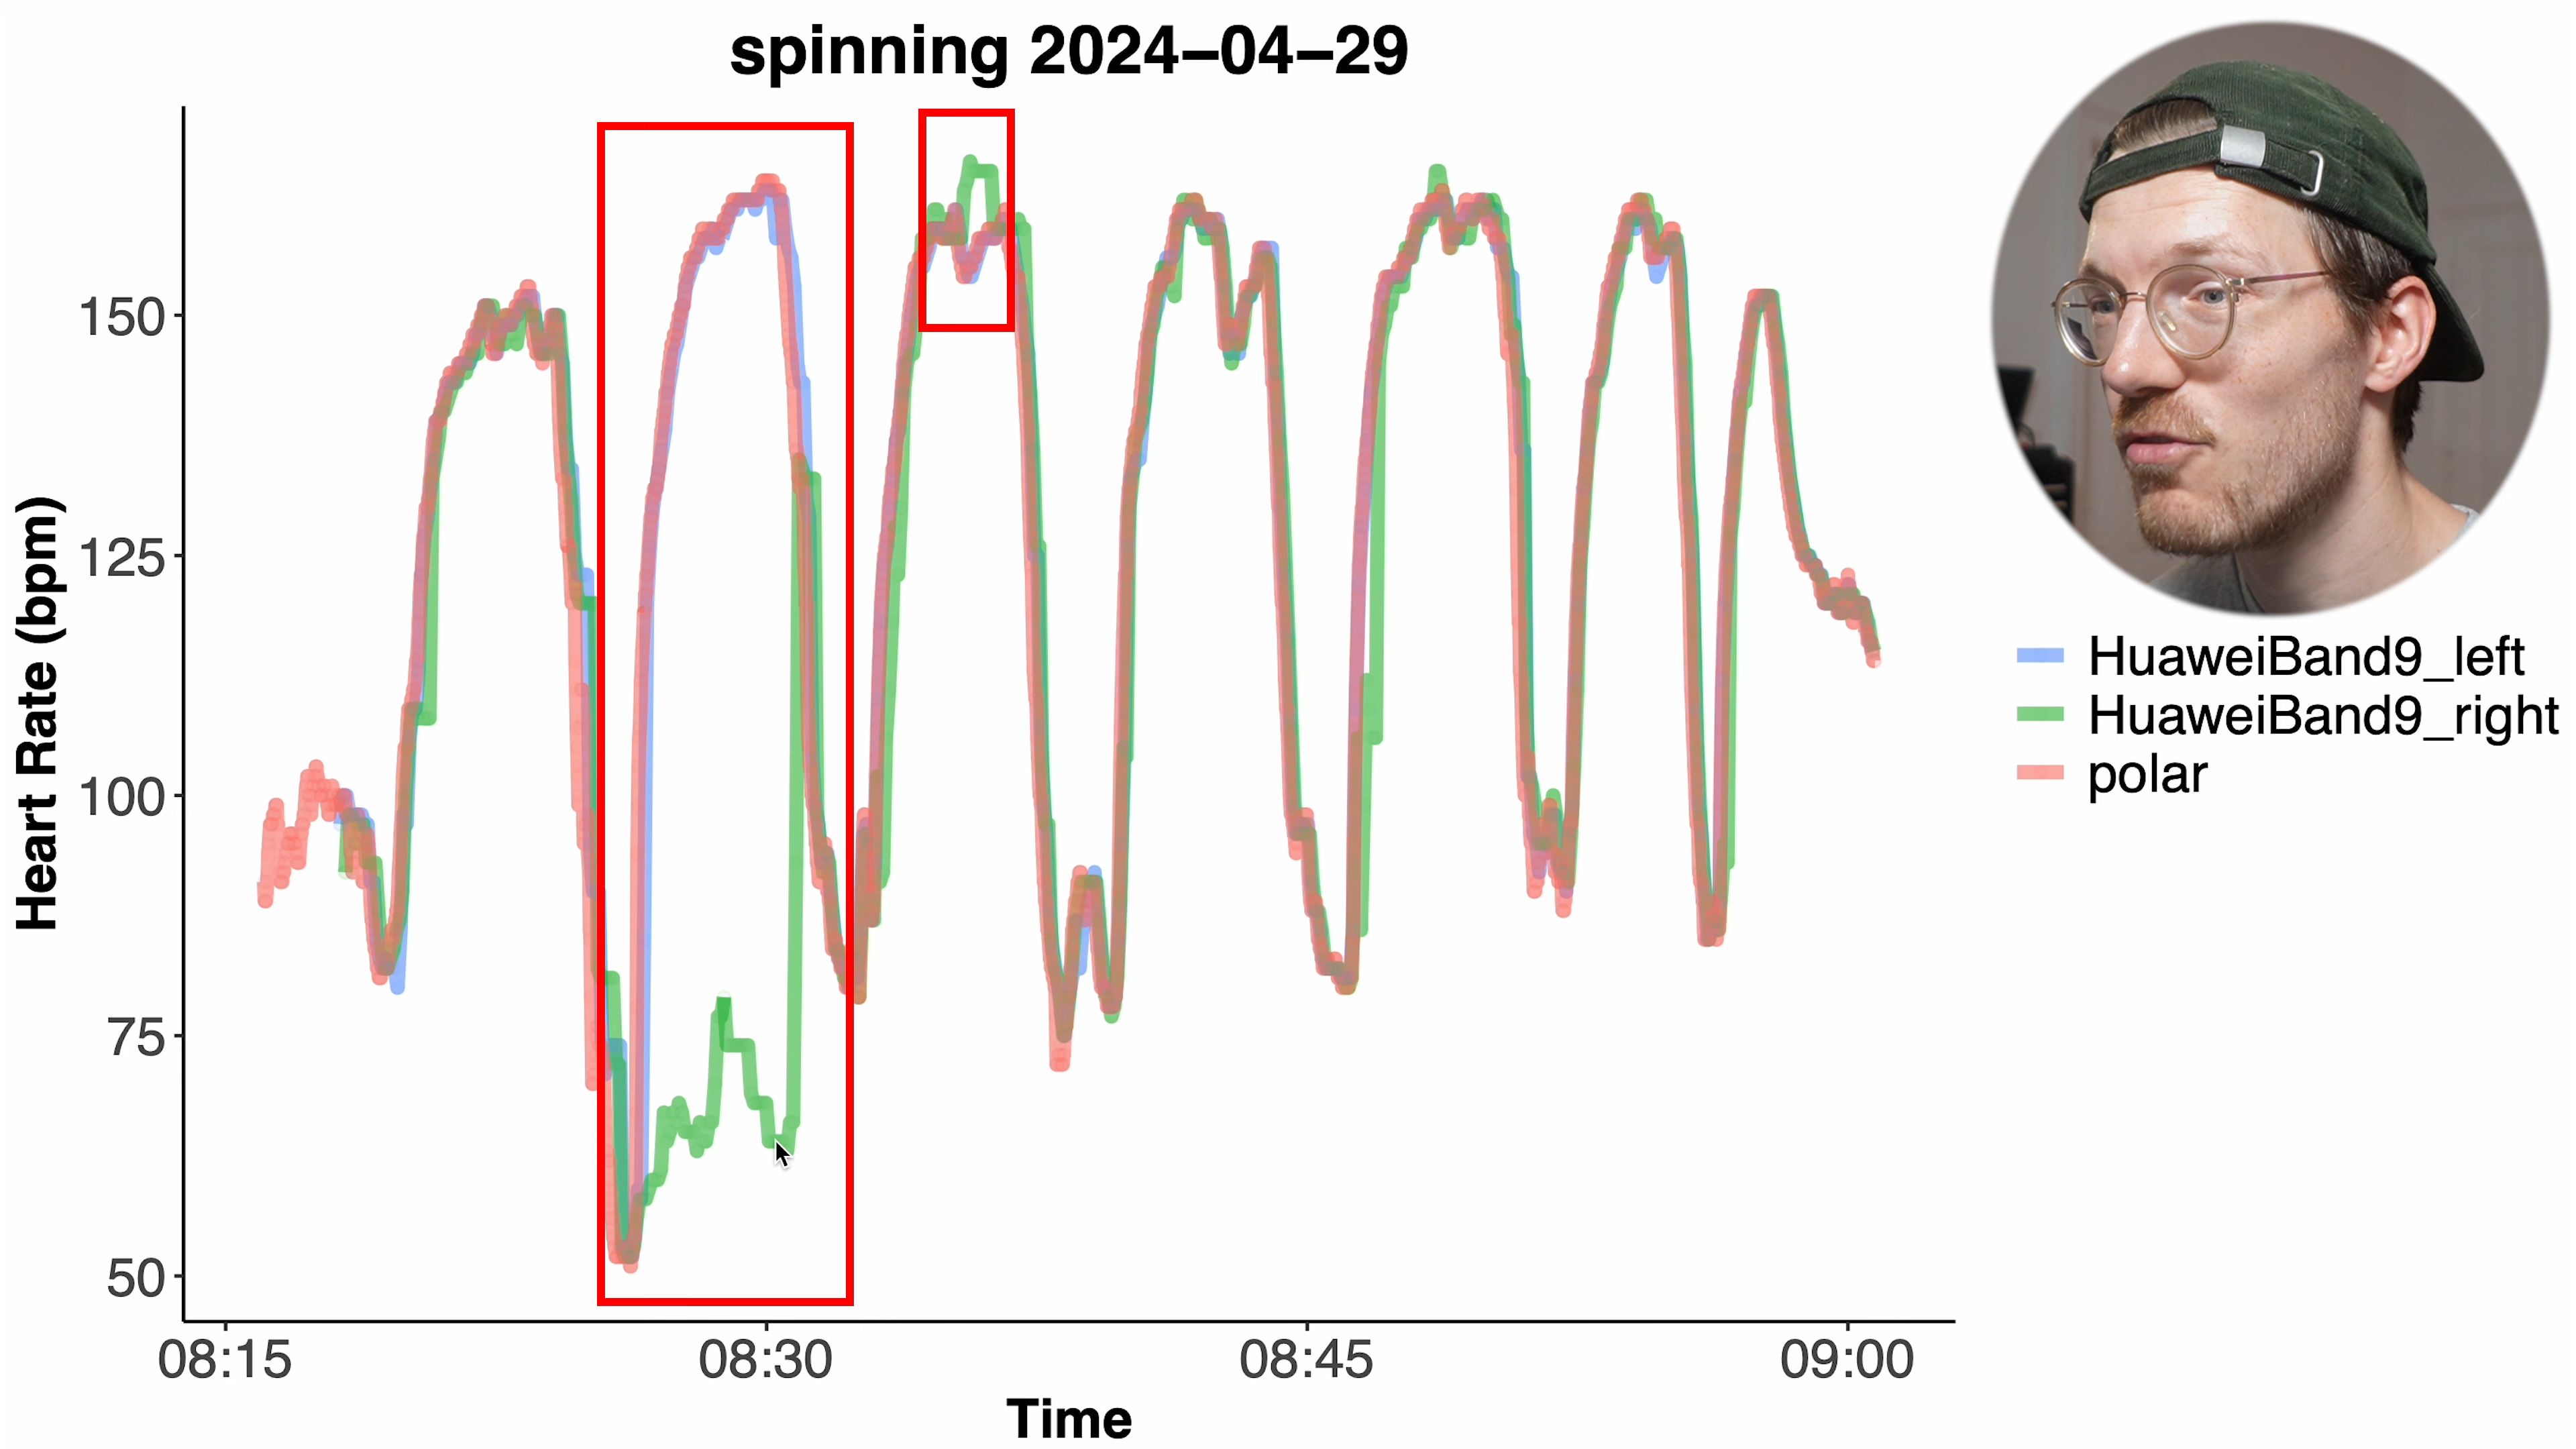 spinning 2024–04–29
Heart Rate (bpm)
150
125
100
75
50
08:15
08:30
08:45
09:00
Time
HuaweiBand9_left
HuaweiBand9_right
polar